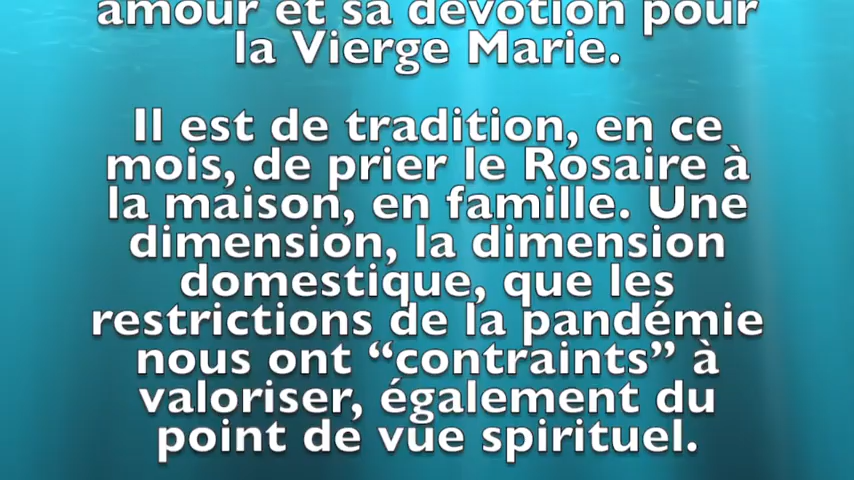 amour et sa dévotion pour
la Vierge Marie.
Il est de tradition, en ce
mois, de prier le Rosaire à
la maison, en famille. Une
dimension, la dimension
domestique, que les
restrictions de la pandémie
nous ont “contraints” à
valoriser, également du
point de vue spirituel.